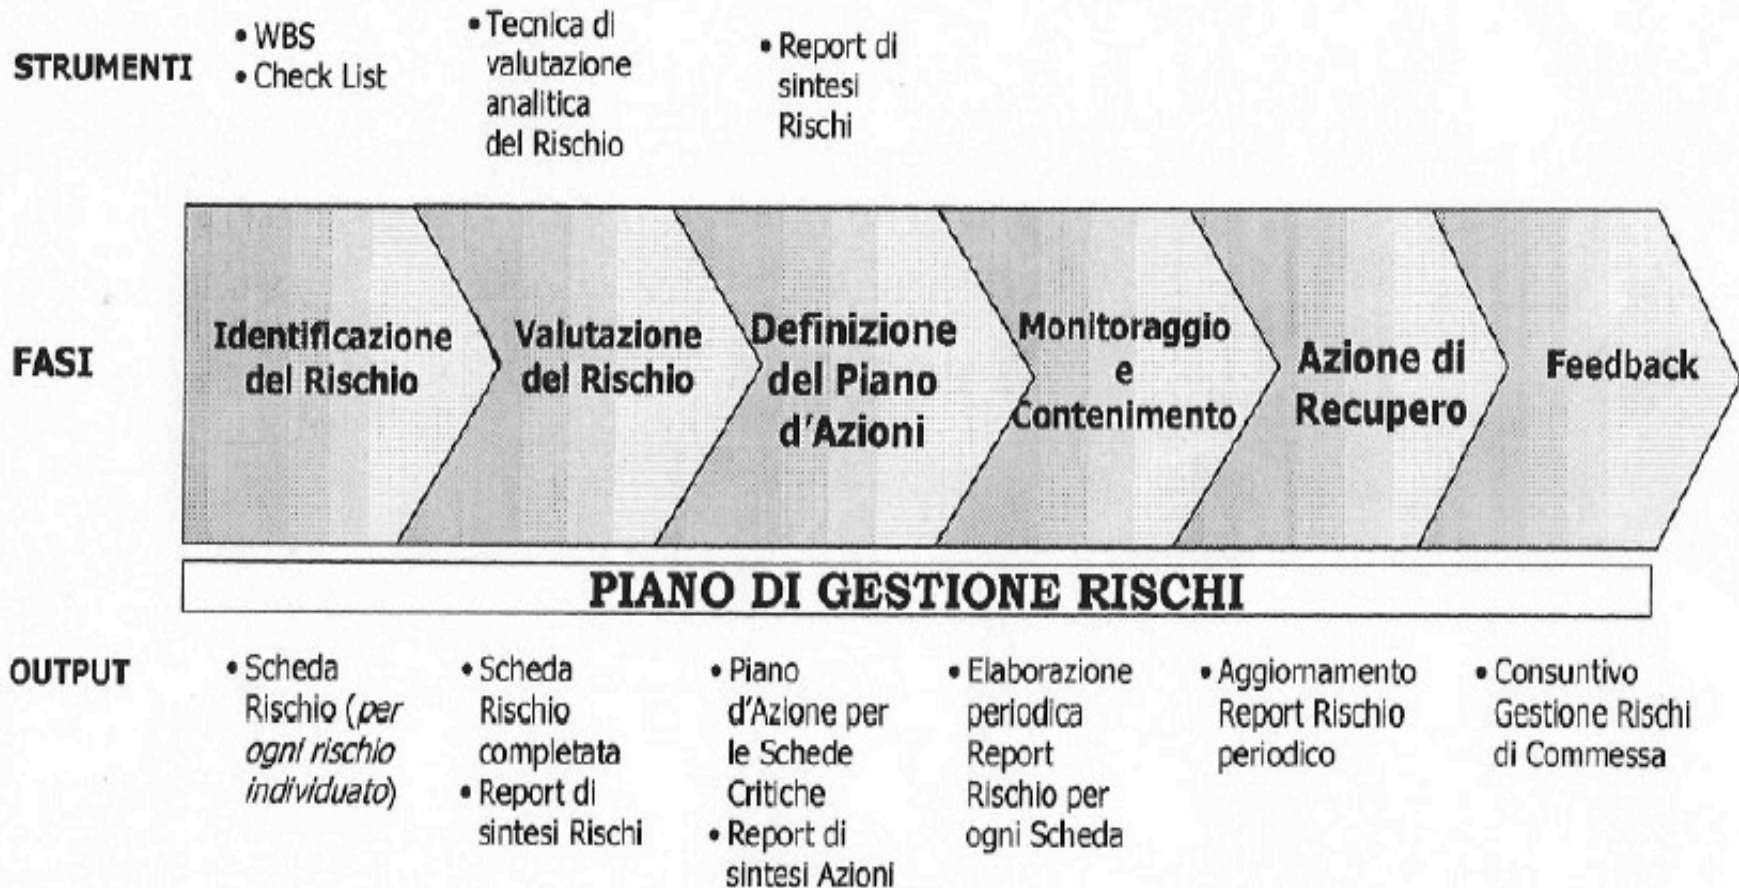 STRUMENTI
• WBS
• Check List
• Tecnica di
valutazione
analitica
del Rischio
• Report di
sintesi
Rischi
FASI
Identificazione
del Rischio
Valutazione
del Rischio
Definizione
del Piano
d'Azioni
Monitoraggio
e
Contenimento
Azione di
Recupero
Feedback
PIANO DI GESTIONE RISCHI
OUTPUT
• Scheda
Rischio (per
ogni rischio
individuato)
• Scheda
Rischio
completata
• Report di
sintesi Rischi
• Piano
d'Azione per
le Schede
Critiche
• Report di
sintesi Azioni
• Elaborazione
periodica
Report
Rischio per
ogni Scheda
• Aggiornamento
Report Rischio
periodico
• Consuntivo
Gestione Rischi
di Commessa